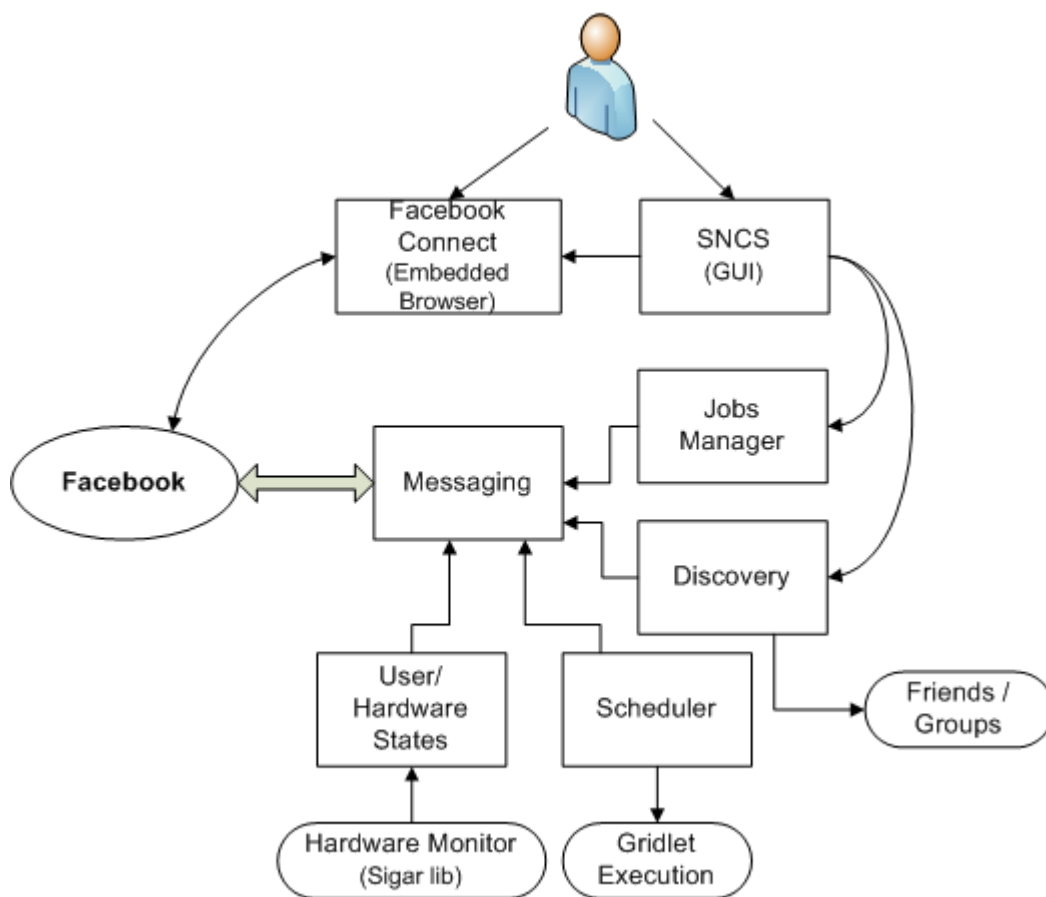 Facebook
Connect
(Embedded
Browser)
SNCS
(GUI)
Jobs
Manager
Facebook
Messaging
Discovery
User/
Hardware
States
Scheduler
Friends /
Groups
Hardware Monitor
(Sigar lib)
Gridlet
Execution